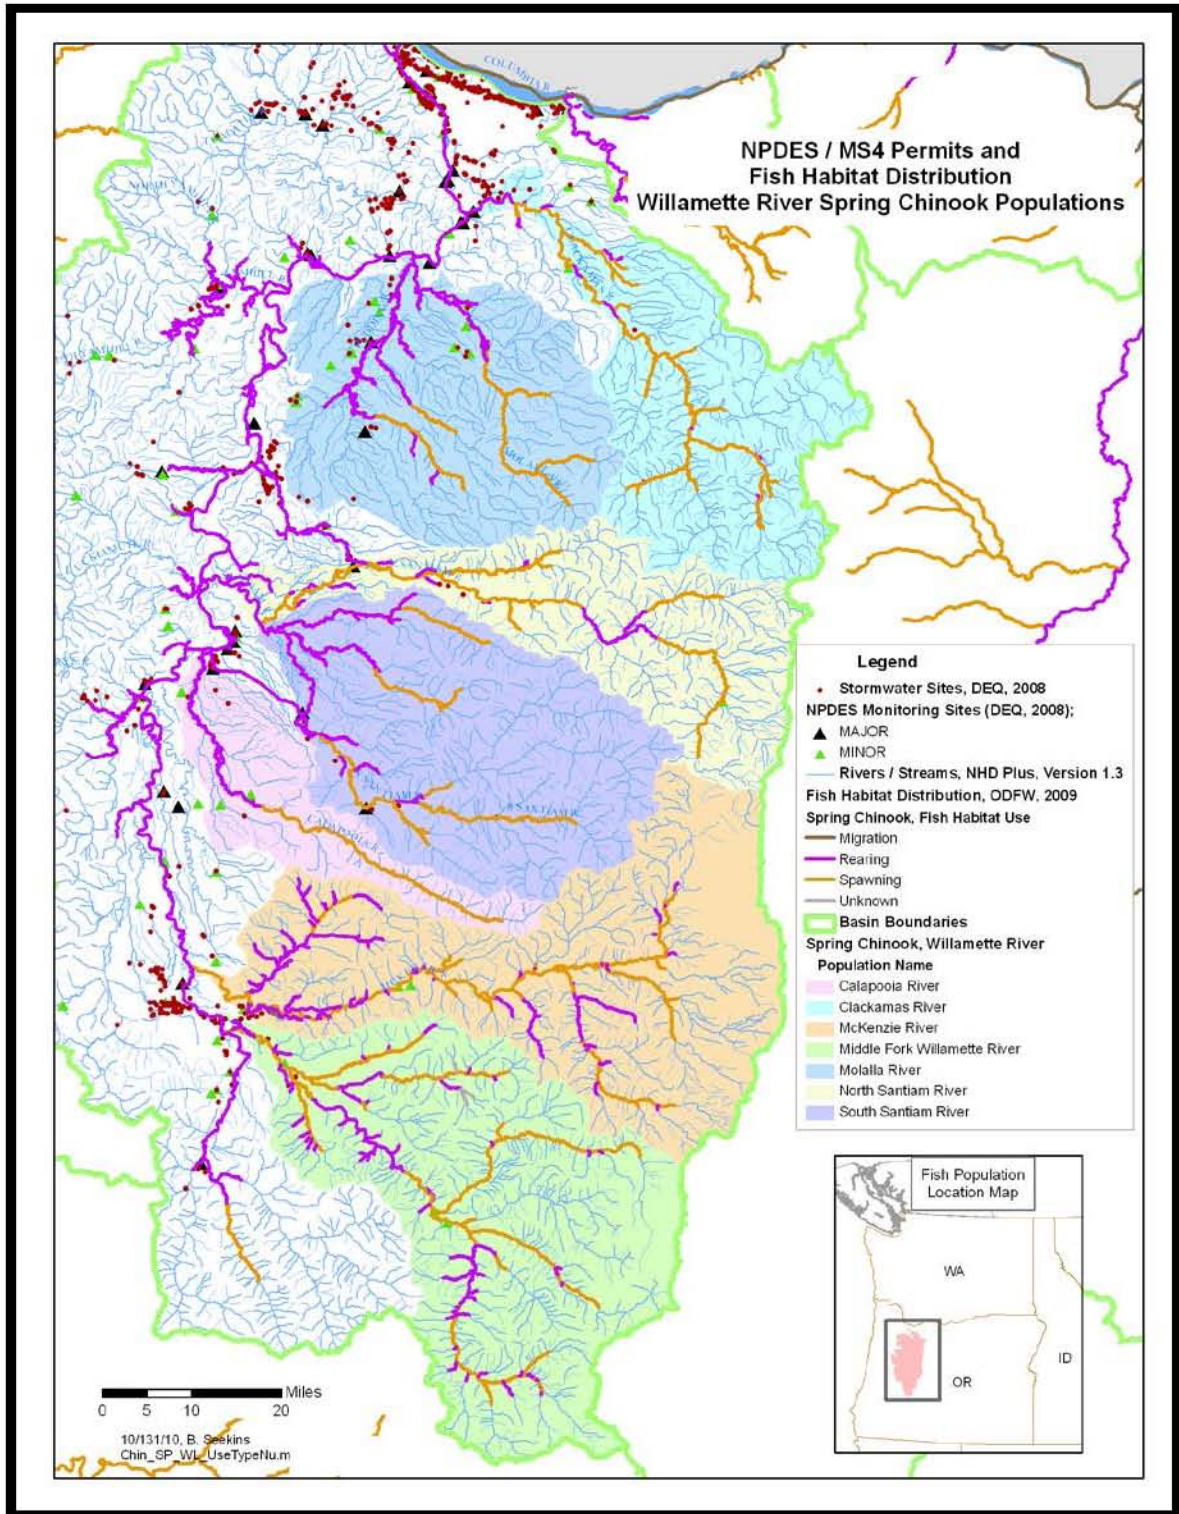 COLUMBIA R.
NPDES / MS4 Permits and
Fish Habitat Distribution
Willamette River Spring Chinook Populations
CALAPOOIA R.
Legend
Stormwater Sites, DEQ, 2008
NPDES Monitoring Sites (DEQ, 2008);
MAJOR
MINOR
Rivers / Streams, NHD Plus, Version 1.3
Fish Habitat Distribution, ODFW, 2009
Spring Chinook, Fish Habitat Use
Migration
Rearing
Spawning
Unknown
Basin Boundaries
Spring Chinook, Willamette River
Population Name
Calapooia River
Clackamas River
McKenzie River
Middle Fork Willamette River
Molalla River
North Santiam River
South Santiam River
Fish Population
Location Map
WA
ID
OR
Miles
0 5 10 20
10/131/10, B. Seekins
Chin_SP_WL_UseTypeNu.m